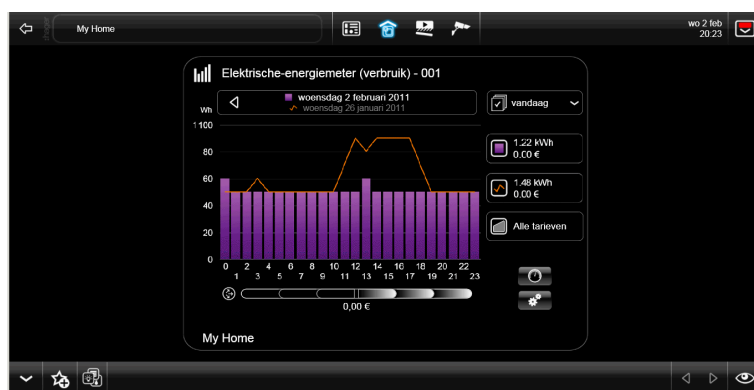 My Home
wo 2 feb
20:23
Elektrische-energiemeter (verbruik) - 001
Wh
woensdag 2 februari 2011
woensdag 26 januari 2011
vandaag
1100
80
60
40
20
0
1.22 kWh
0.00 €
1.48 kWh
0.00 €
Alle tarieven
0 2 4 6 8 10 12 14 16 18 20 22
1 3 5 7 9 11 13 15 17 19 21 23
0,00 €
My Home